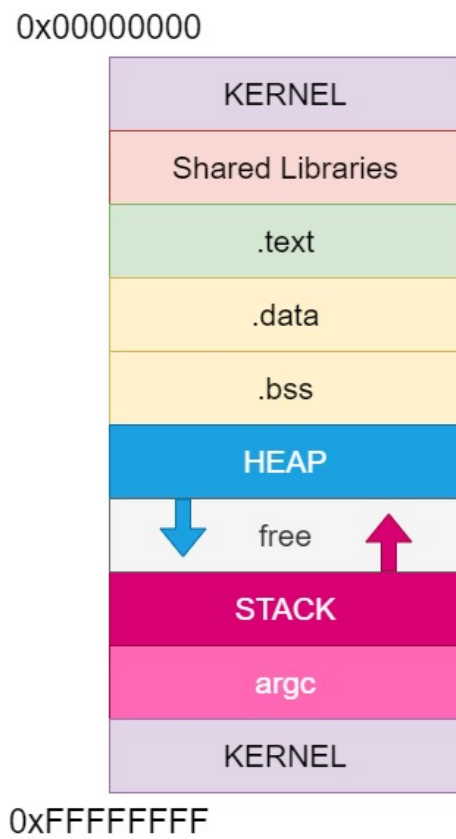 0x00000000
KERNEL
Shared Libraries
.text
.data
.bss
HEAP
free
STACK
argc
KERNEL
0xFFFFFFFF